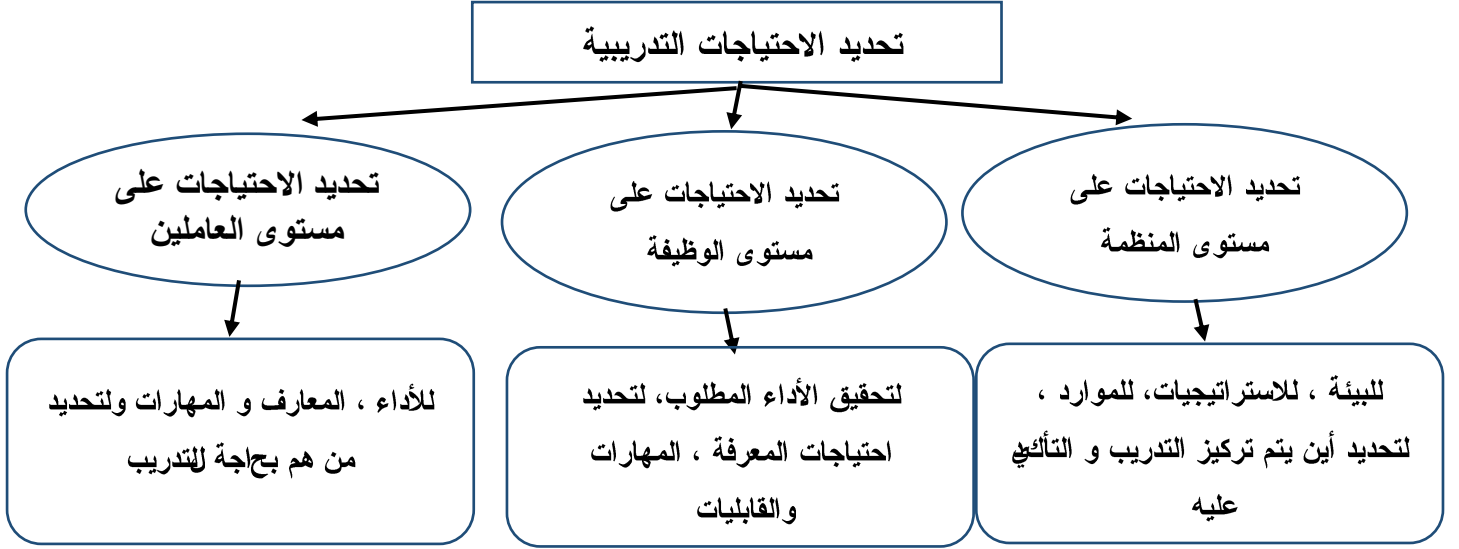 تحديد الاحتياجات التدريبية
تحديد الاحتياجات على
مستوى المنظمة
تحديد الاحتياجات على
مستوى الوظيفة
تحديد الاحتياجات على
مستوى العاملين
للبيئة ، للاستراتيجيات، للموارد ،
لتحديد أين يتم تركيز التدريب و التأكيد
عليه
لتحقيق الأداء المطلوب، لتحديد
احتياجات المعرفة ، المهارات
والقابليات
للأداء ، المعارف و المهارات ولتحديد
من هم بحاجة للتدريب